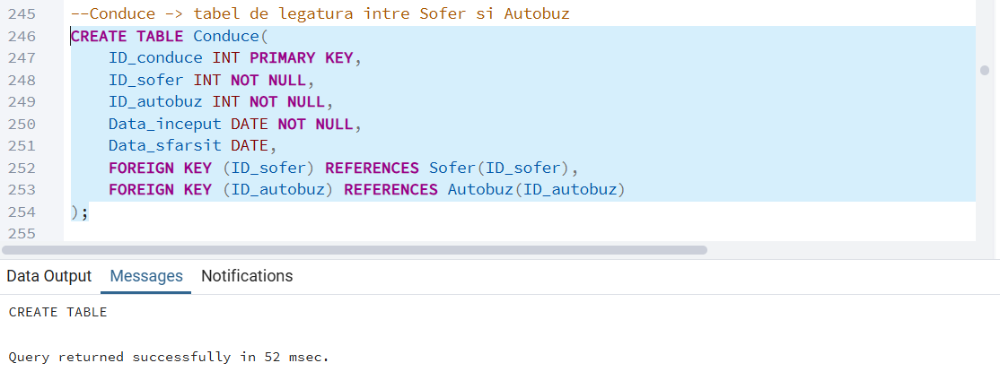 245 --Conduce -> tabel de legatura intre Sofer si Autobuz
246 CREATE TABLE Conduce(
247 ID_conduce INT PRIMARY KEY,
248 ID_sofer INT NOT NULL,
249 ID_autobuz INT NOT NULL,
250 Data_inceput DATE NOT NULL,
251 Data_sfarsit DATE,
252 FOREIGN KEY (ID_sofer) REFERENCES Sofer(ID_sofer),
253 FOREIGN KEY (ID_autobuz) REFERENCES Autobuz(ID_autobuz)
254 );
255
Data Output Messages Notifications
CREATE TABLE
Query returned successfully in 52 msec.